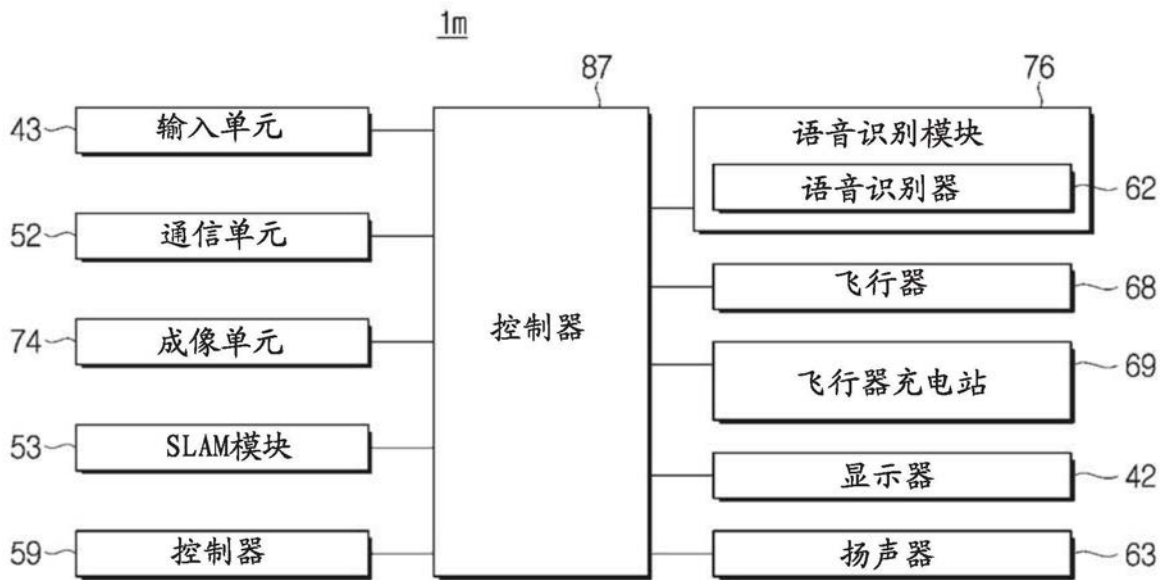 1m
87
76
43
输入单元
语音识别模块
语音识别器
62
52
通信单元
飞行器
68
控制器
74
成像单元
飞行器充电站
69
53
SLAM模块
显示器
42
59
控制器
扬声器
63